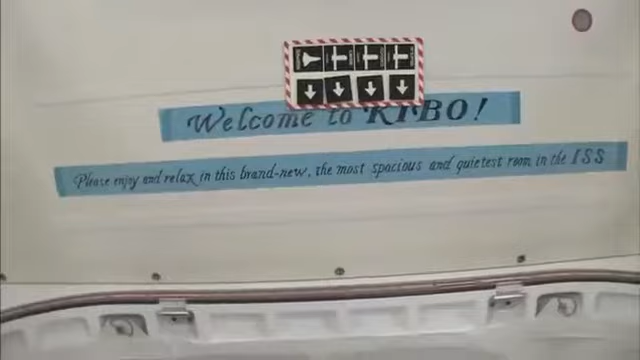 Welcome to KIBO!
Please enjoy and relax in this brand-new, the most spacious and quietest room in the ISS